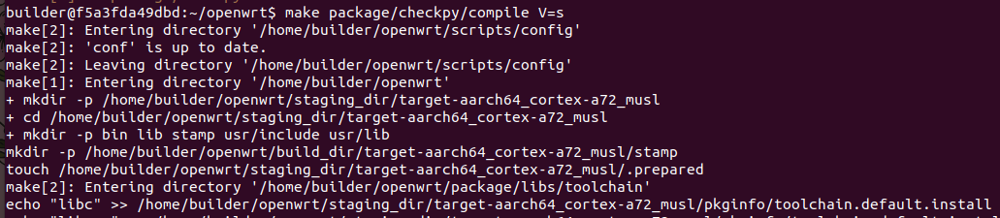 builder@f5a3fda49dbd:~/openwrt$ make package/checkpy/compile V=s
make[2]: Entering directory '/home/builder/openwrt/scripts/config'
make[2]: 'conf' is up to date.
make[2]: Leaving directory '/home/builder/openwrt/scripts/config'
make[1]: Entering directory '/home/builder/openwrt'
+ mkdir -p /home/builder/openwrt/staging_dir/target-aarch64_cortex-a72_musl
+ cd /home/builder/openwrt/staging_dir/target-aarch64_cortex-a72_musl
+ mkdir -p bin lib stamp usr/include usr/lib
mkdir -p /home/builder/openwrt/build_dir/target-aarch64_cortex-a72_musl/stamp
touch /home/builder/openwrt/staging_dir/target-aarch64_cortex-a72_musl/.prepared
make[2]: Entering directory '/home/builder/openwrt/package/libs/toolchain'
echo "libc" >> /home/builder/openwrt/staging_dir/target-aarch64_cortex-a72_musl/pkginfo/toolchain.default.install